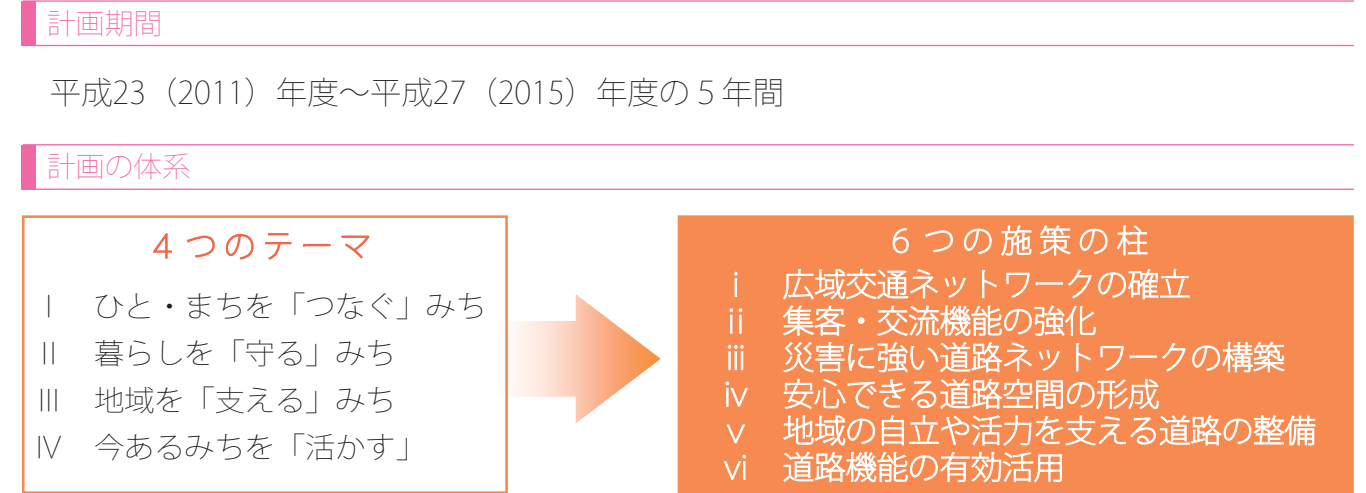 計画期間
平成23（2011）年度～平成27（2015）年度の５年間
計画の体系
４つのテーマ
Ⅰ ひと・まちを「つなぐ」みち
Ⅱ 暮らしを「守る」みち
Ⅲ 地域を「支える」みち
Ⅳ 今あるみちを「活かす」
６つの施策の柱
ⅰ 広域交通ネットワークの確立
ⅱ 集客・交流機能の強化
ⅲ 災害に強い道路ネットワークの構築
ⅳ 安心できる道路空間の形成
ⅴ 地域の自立や活力を支える道路の整備
ⅵ 道路機能の有効活用